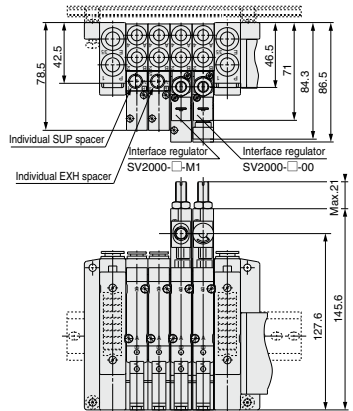 78.5
42.5
46.5
71
84.3
86.5
Individual SUP spacer
Individual EXH spacer
Interface regulator
SV2000-□-M1
Interface regulator
SV2000-□-00
Max.21
127.6
145.6